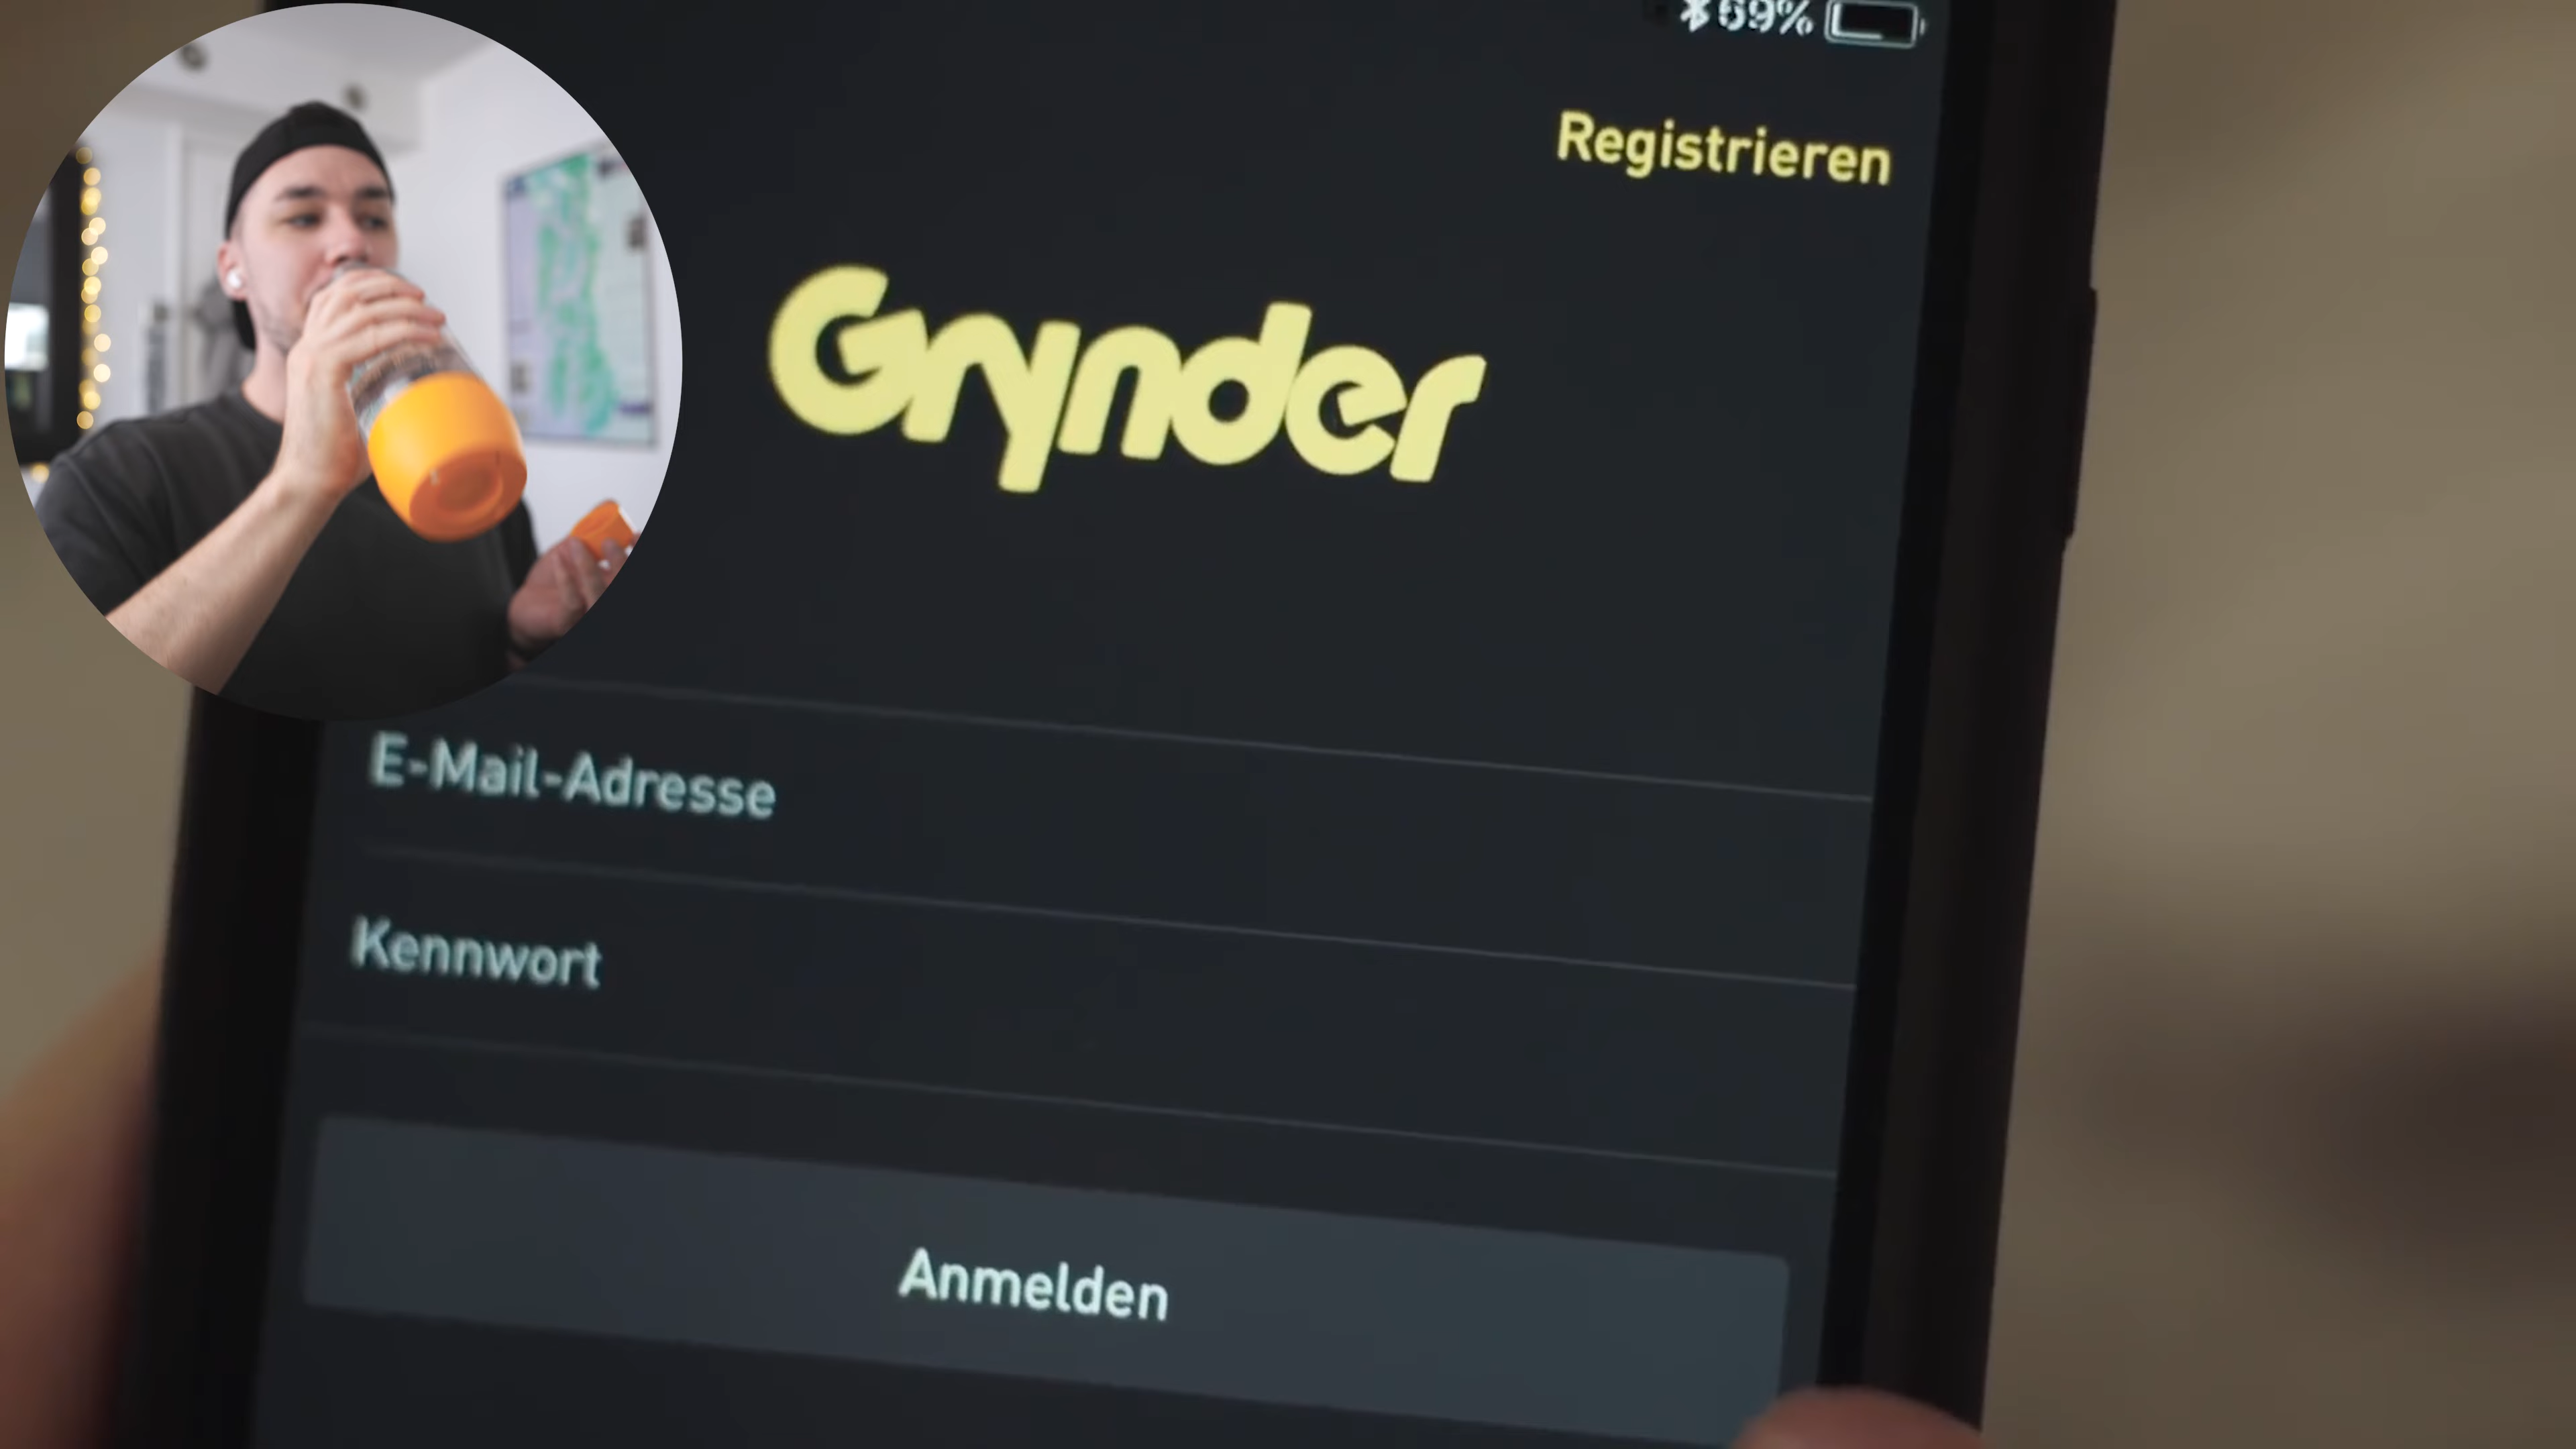 69%
Registrieren
Grynder
E-Mail-Adresse
Kennwort
Anmelden